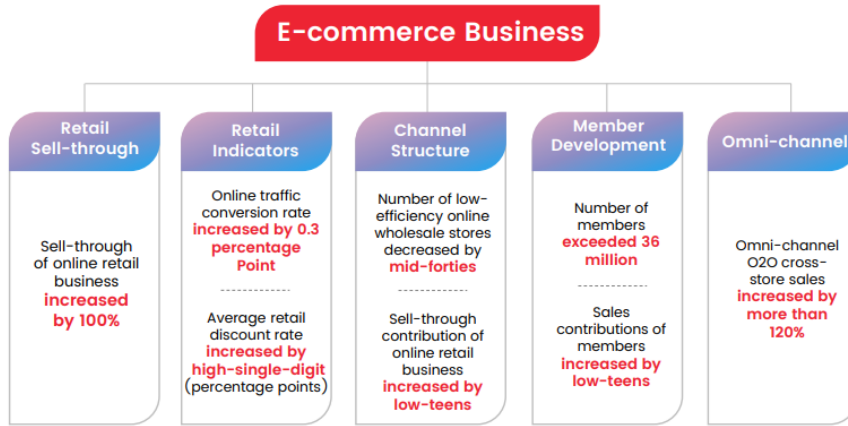 E-commerce Business
Retail
Sell-through
Sell-through
of online retail
business
increased
by 100%
Retail
Indicators
Online traffic
conversion rate
increased by 0.3
percentage
Point
Average retail
discount rate
increased by
high-single-digit
(percentage points)
Channel
Structure
Number of low-
efficiency online
wholesale stores
decreased by
mid-forties
Sell-through
contribution of
online retail
business
increased by
low-teens
Member
Development
Number of
members
exceeded 36
million
Sales
contributions of
members
increased by
low-teens
Omni-channel
Omni-channel
O2O cross-
store sales
increased by
more than
120%